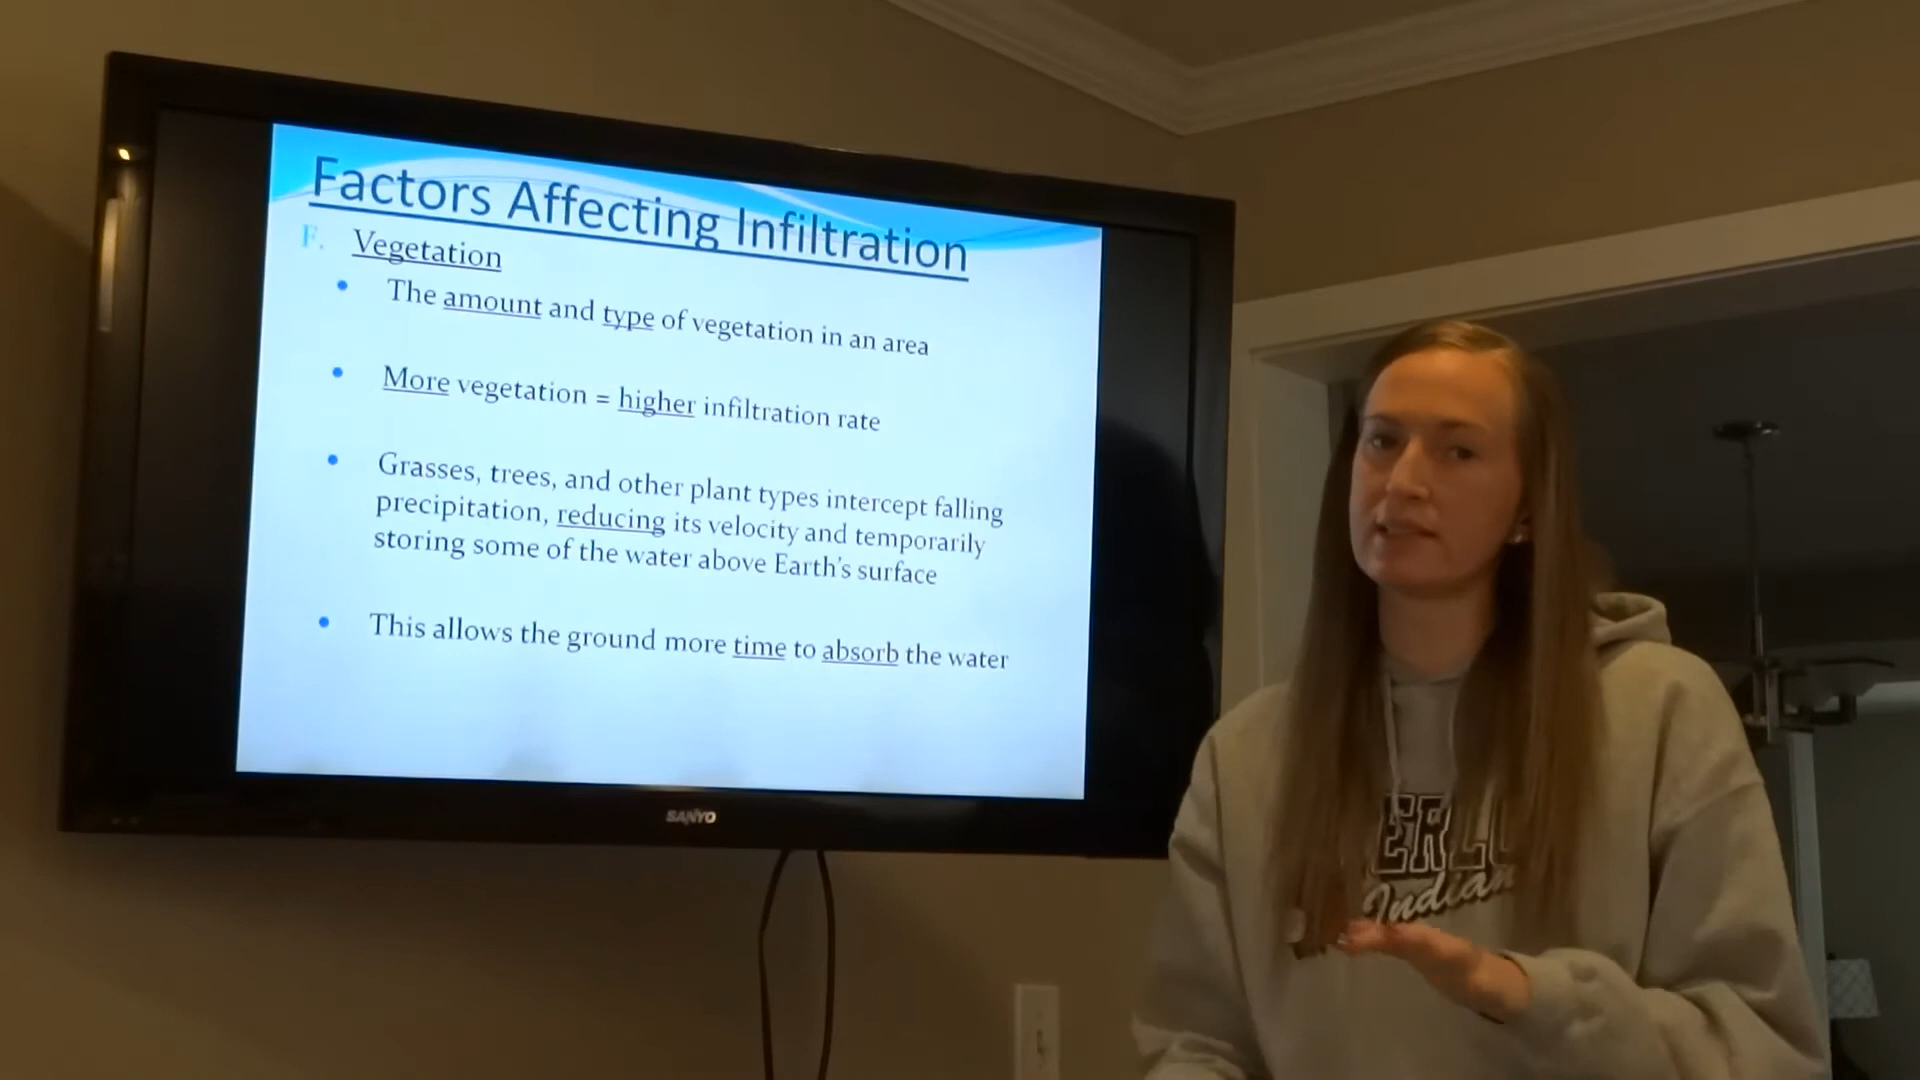 Factors Affecting Infiltration
F. Vegetation
• The amount and type of vegetation in an area
• More vegetation = higher infiltration rate
• Grasses, trees, and other plant types intercept falling
precipitation, reducing its velocity and temporarily
storing some of the water above Earth's surface
• This allows the ground more time to absorb the water
SANYO
ERLO
Indian